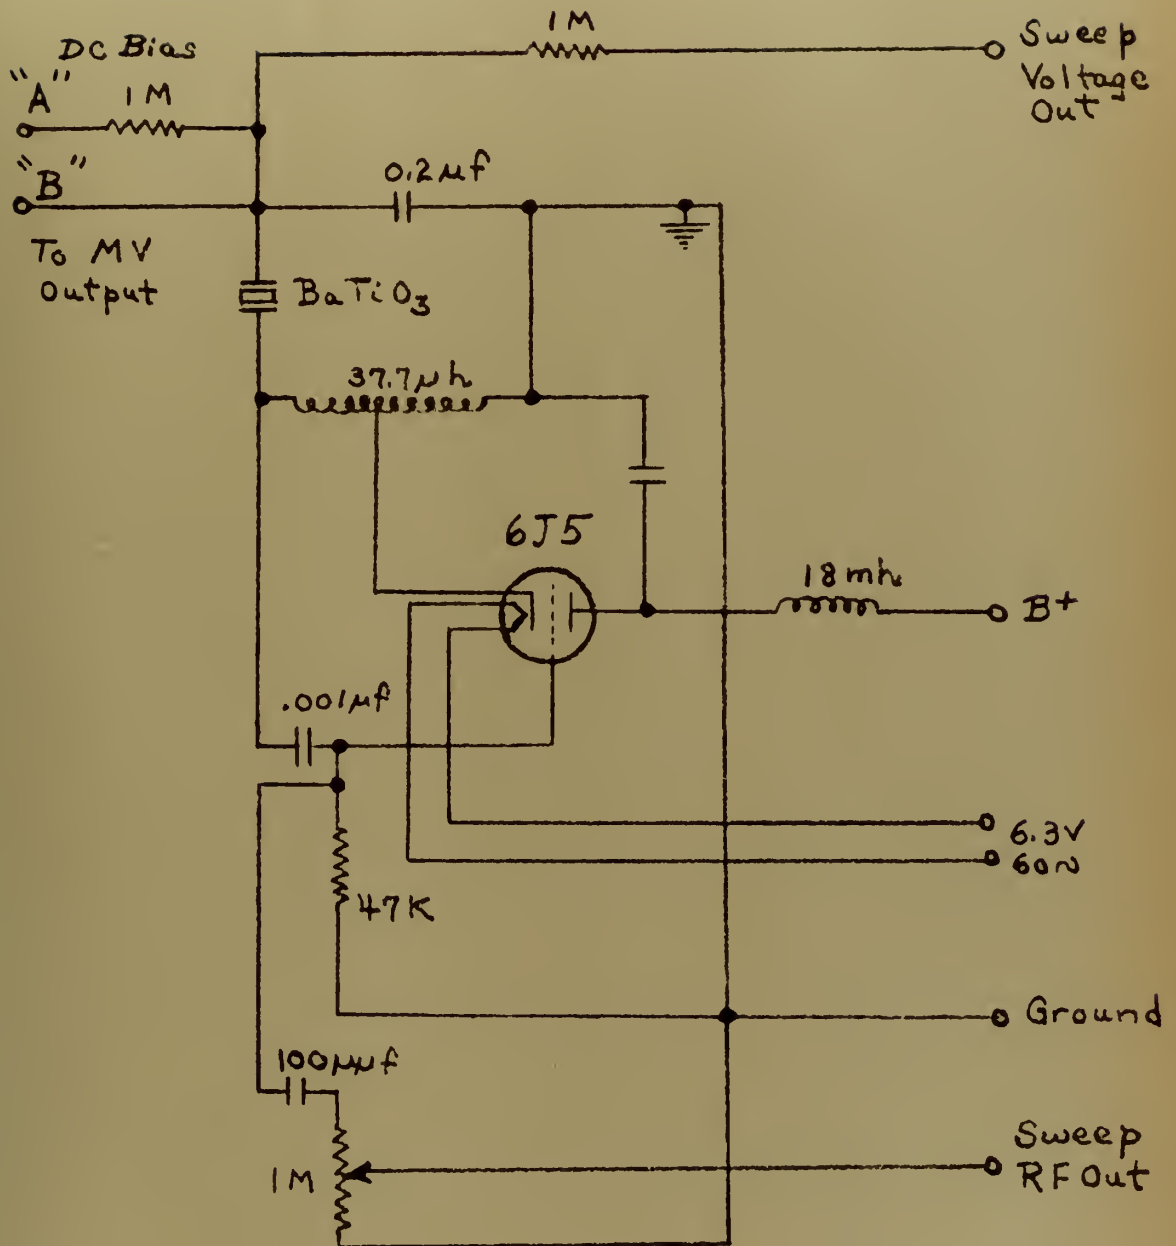 1M
Sweep
Voltage
Out
DC Bias
"A"
1M
"B"
0.2μf
To MV
Output
BaTiO3
37.7μh
6J5
18mh
B+
.001μf
6.3V
60~
47K
Ground
100μμf
Sweep
RF Out
1M